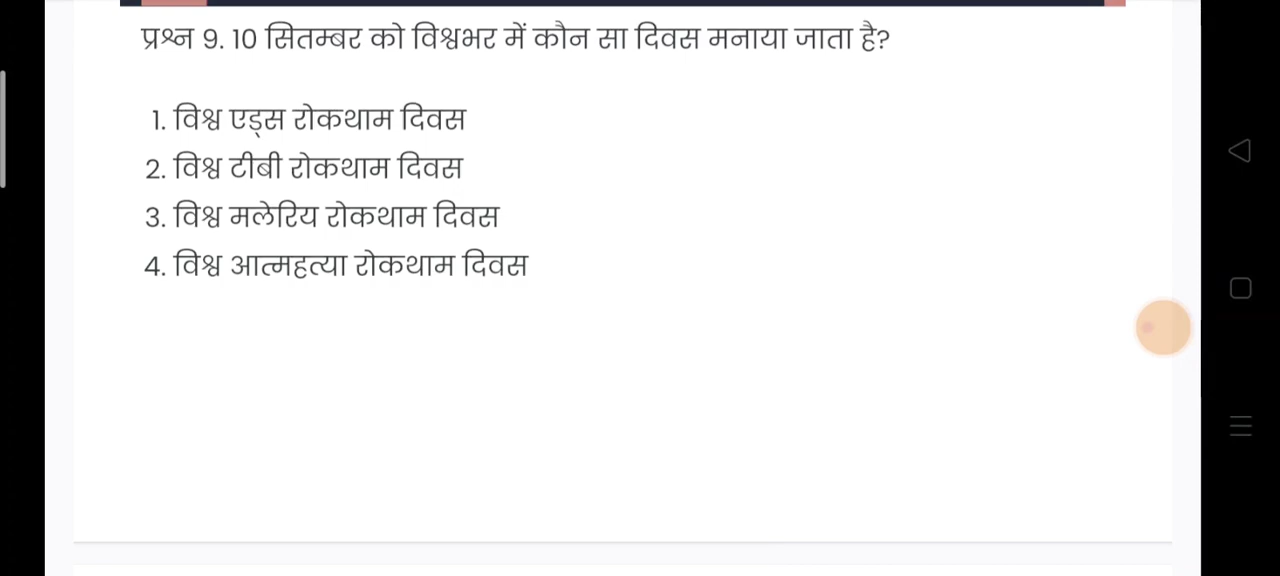 प्रश्न 9. 10 सितम्बर को विश्वभर में कौन सा दिवस मनाया जाता है?
1. विश्व एड्स रोकथाम दिवस
2. विश्व टीबी रोकथाम दिवस
3. विश्व मलेरिय रोकथाम दिवस
4. विश्व आत्महत्या रोकथाम दिवस